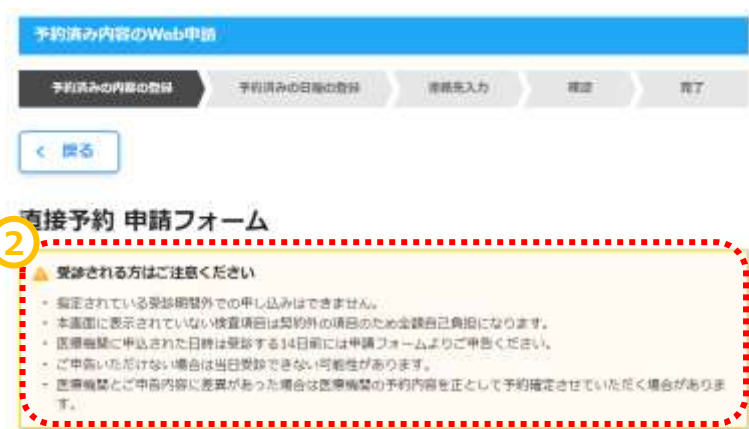 予約済み内容のWeb申請
予約済みの内容の登録 予約済みの日程の登録 連絡先入力 確認 完了
< 戻る
直接予約 申請フォーム
②
受診される方はご注意ください
・ 指定されている受診期間外での申し込みはできません。
・ 本画面に表示されていない検査項目は契約外の項目のため全額自己負担になります。
・ 医療機関に申込された日時は受診する14日前には申請フォームよりご申告ください。
・ ご申告いただけない場合は当日受診できない可能性があります。
・ 医療機関とご申告内容に差異があった場合は医療機関の予約内容を正として予約確定させていただく場合がありま
す。